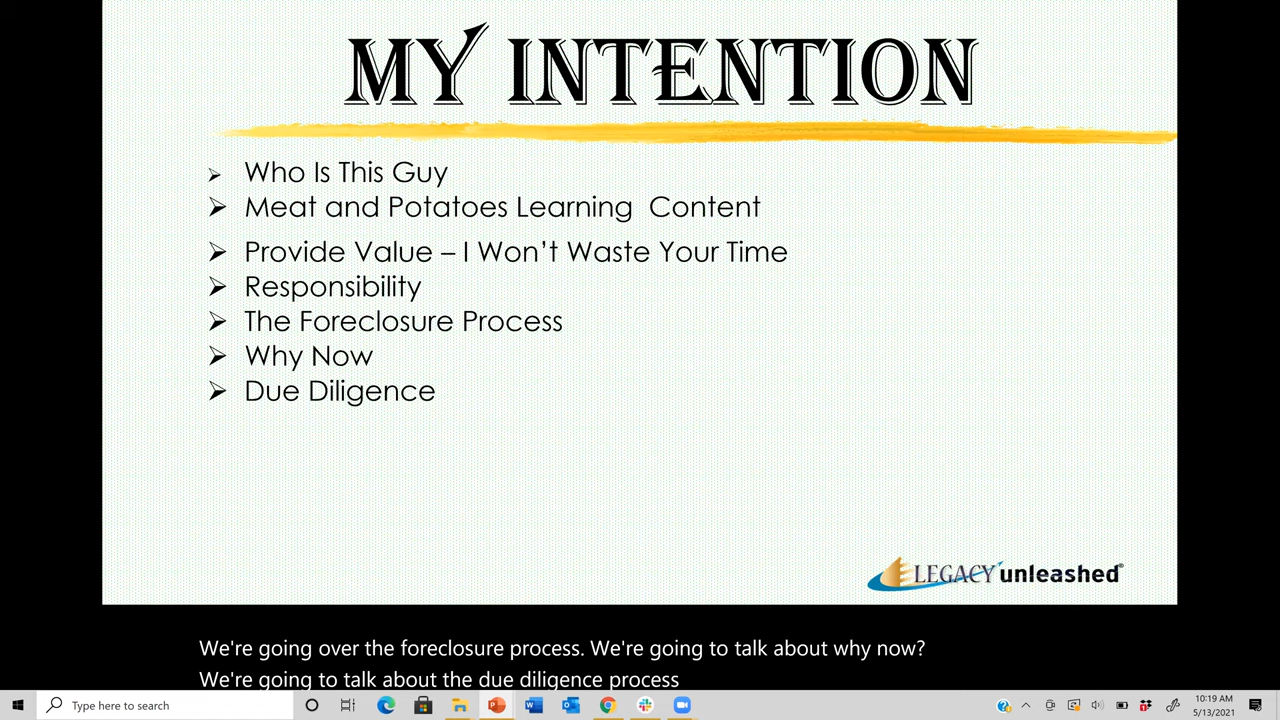 MY INTENTION
Who Is This Guy
Meat and Potatoes Learning Content
Provide Value – I Won't Waste Your Time
Responsibility
The Foreclosure Process
Why Now
Due Diligence
LEGACY unleashed®
We're going over the foreclosure process. We're going to talk about why now?
We're going to talk about the due diligence process
Type here to search
10:19 AM
5/13/2021